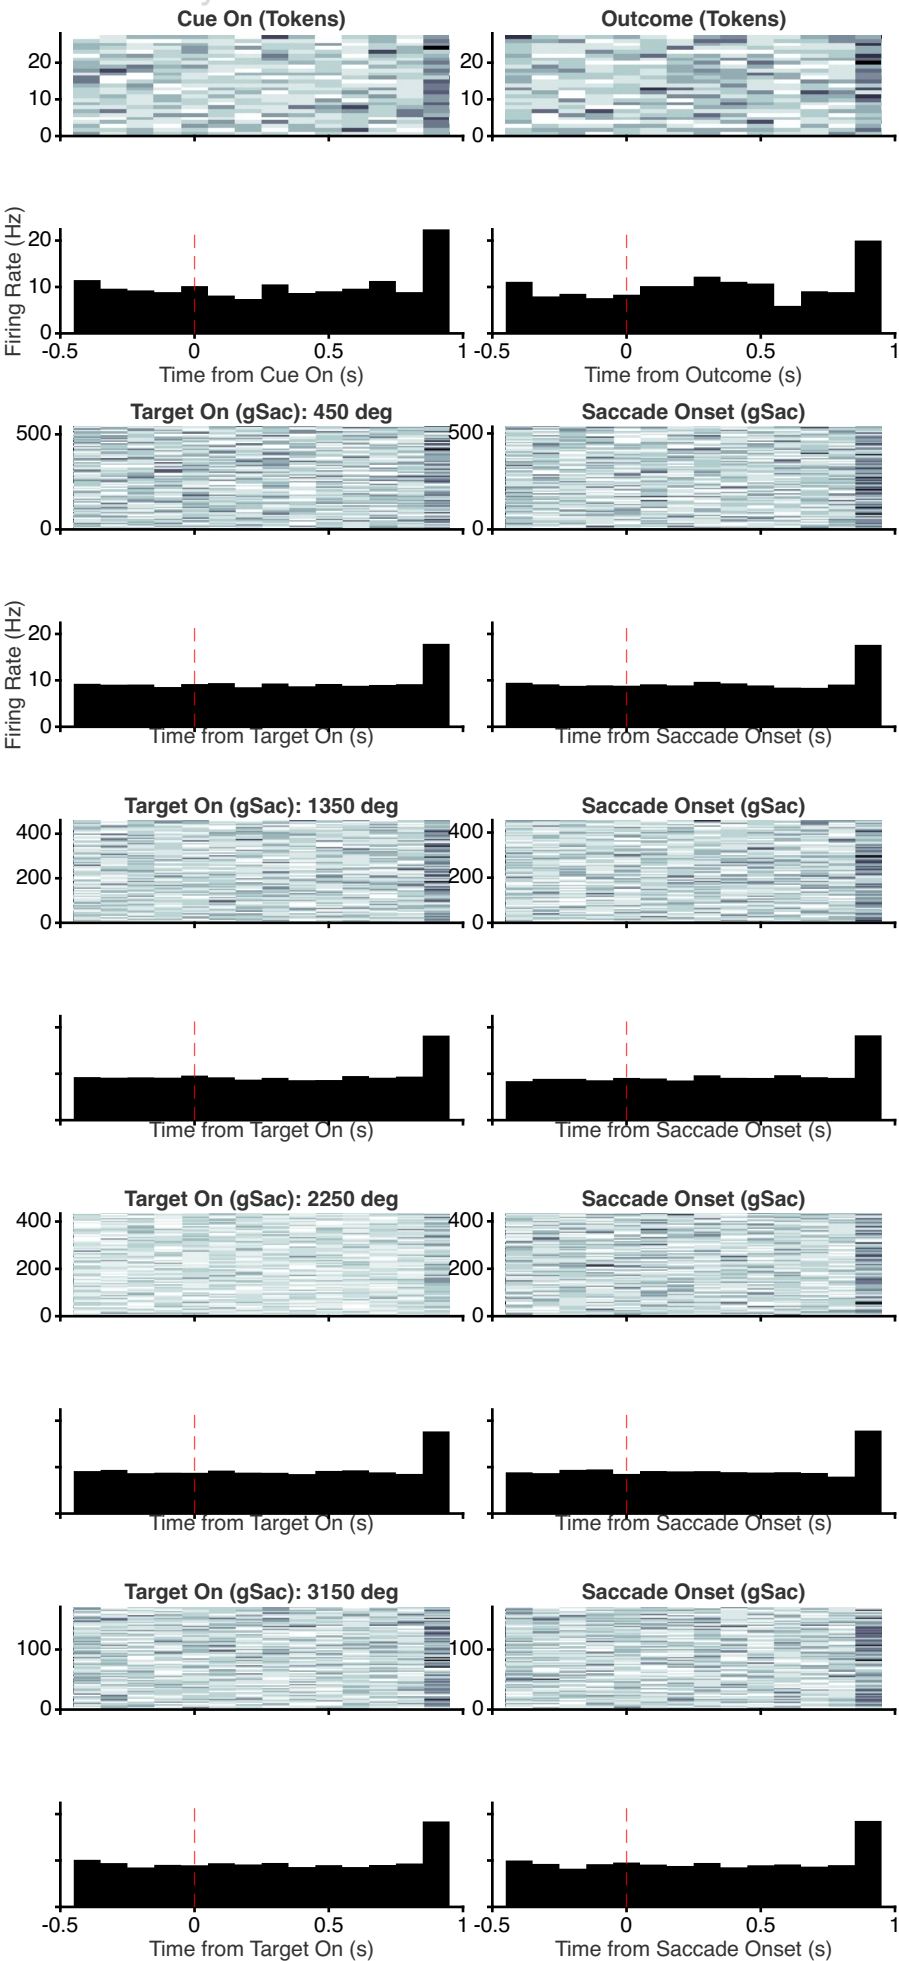 Cue On (Tokens) Outcome (Tokens)
20 20
10 10
0 0
Firing Rate (Hz)
20
10
0
-0.5 0 0.5 1 -0.5 0 0.5 1
Time from Cue On (s) Time from Outcome (s)
Target On (gSac): 450 deg Saccade Onset (gSac)
500 500
0 0
Firing Rate (Hz)
20
10
0
Time from Target On (s) Time from Saccade Onset (s)
Target On (gSac): 1350 deg Saccade Onset (gSac)
400 400
200 200
0 0
Time from Target On (s) Time from Saccade Onset (s)
Target On (gSac): 2250 deg Saccade Onset (gSac)
400 400
200 200
0 0
Time from Target On (s) Time from Saccade Onset (s)
Target On (gSac): 3150 deg Saccade Onset (gSac)
100 100
0 0
-0.5 0 0.5 1 -0.5 0 0.5 1
Time from Target On (s) Time from Saccade Onset (s)